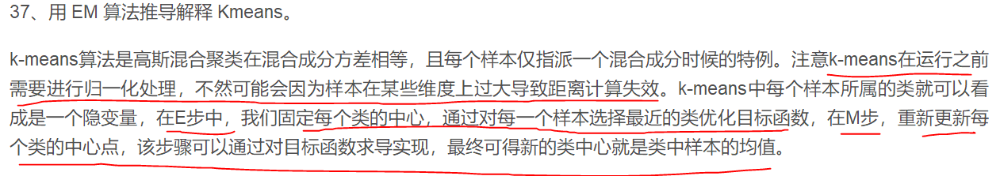 37、用 EM 算法推导解释 Kmeans。
k-means算法是高斯混合聚类在混合成分方差相等，且每个样本仅指派一个混合成分时候的特例。注意k-means在运行之前
需要进行归一化处理，不然可能会因为样本在某些维度上过大导致距离计算失效。k-means中每个样本所属的类就可以看
成是一个隐变量，在E步中，我们固定每个类的中心，通过对每一个样本选择最近的类优化目标函数，在M步，重新更新每
个类的中心点，该步骤可以通过对目标函数求导实现，最终可得新的类中心就是类中样本的均值。